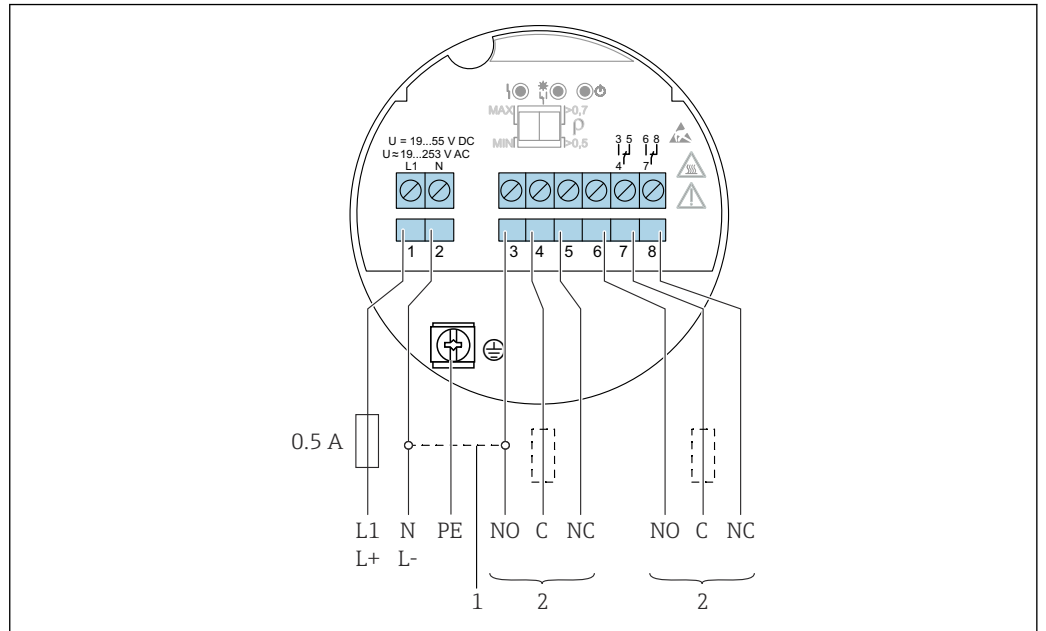 MAX >0,7
ρ
MIN >0,5
U = 19...55 V DC
U≂19...253 V AC
L1 N
3 5
4
6 8
7
1 2 3 4 5 6 7 8
0.5 A
L1 N PE NO C NC NO C NC
L+ L-
1 2 2